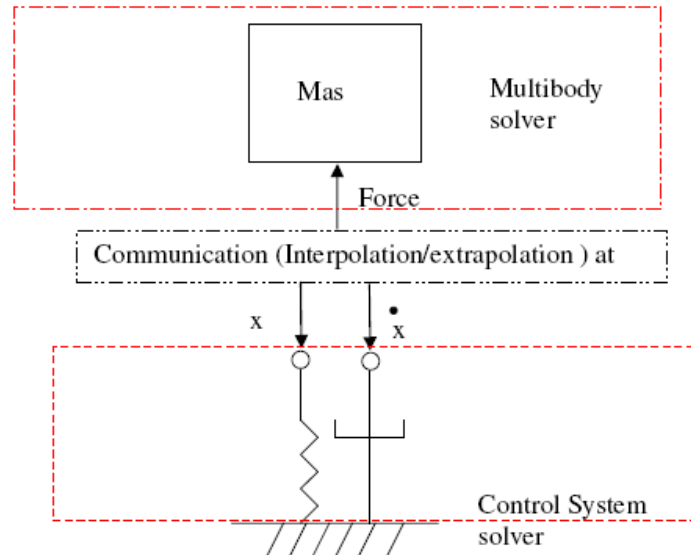 Mas
Multibody
solver
Force
Communication (Interpolation/extrapolation ) at
x
ẋ
Control System
solver